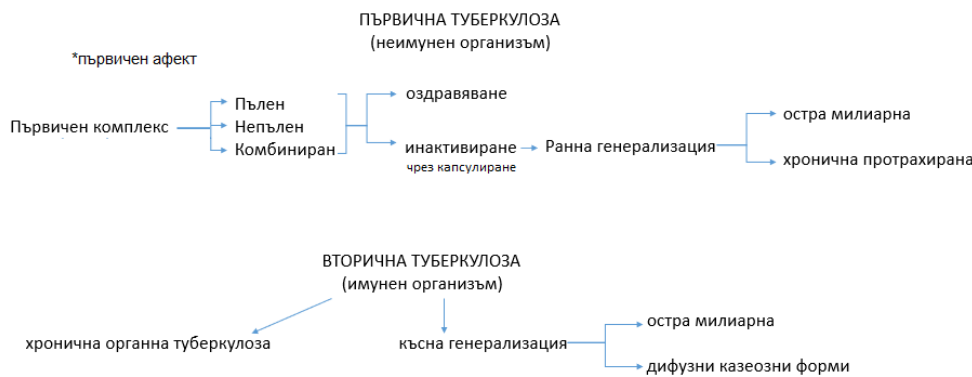 ПЪРВИЧНА ТУБЕРКУЛОЗА
(неимунен организъм)
*първичен афект
Първичен комплекс
Пълен
Непълен
Комбиниран
оздравяване
инактивиране
чрез капсулиране
Ранна генерализация
остра милиарна
хронична протрахирана
ВТОРИЧНА ТУБЕРКУЛОЗА
(имунен организъм)
хронична органна туберкулоза
късна генерализация
остра милиарна
дифузни казеозни форми